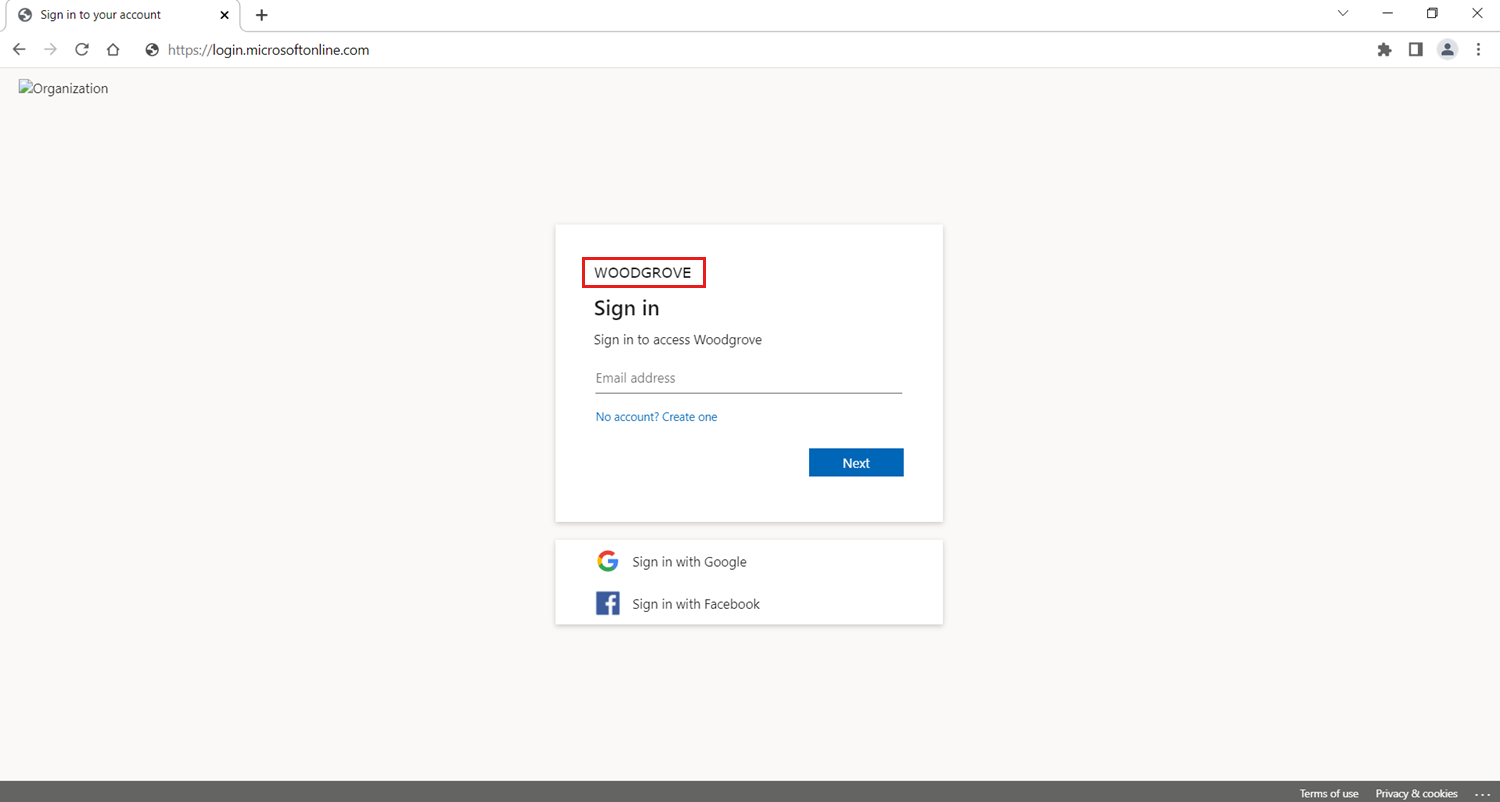 Sign in to your account
https://login.microsoftonline.com
Organization
WOODGROVE
Sign in
Sign in to access Woodgrove
Email address
No account? Create one
Next
Sign in with Google
Sign in with Facebook
Terms of use Privacy & cookies ...